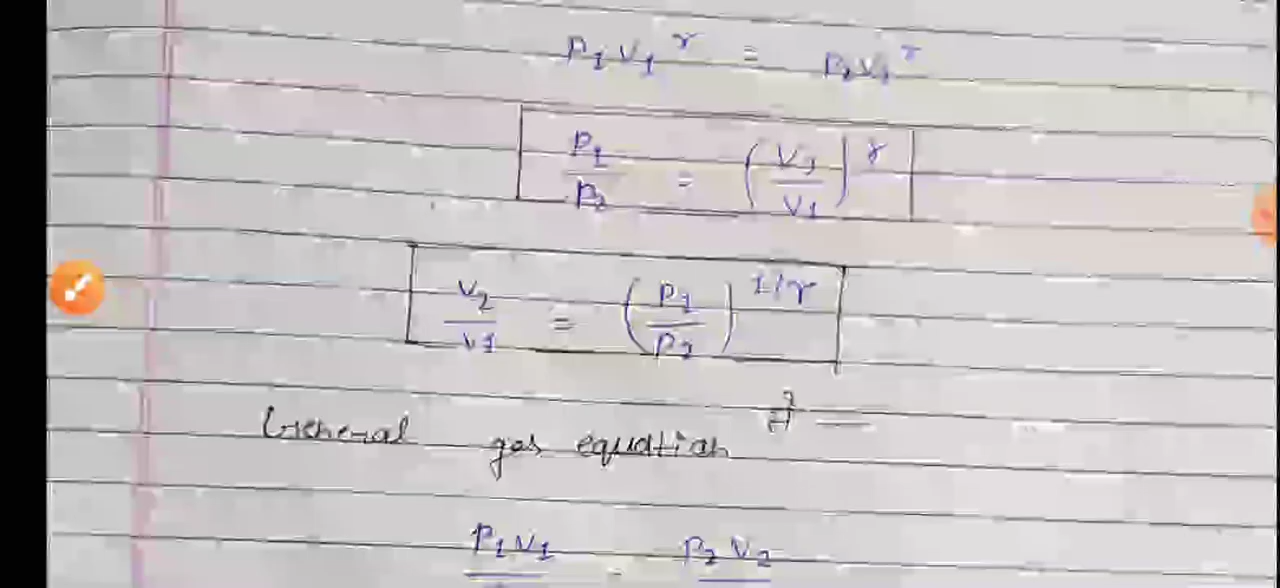 P₁V₁^γ = P₂V₂^γ
P₁/P₂ = (V₂/V₁)^γ
V₂/V₁ = (P₁/P₂)^1/γ
General gas equation से
P₁V₁ = P₂V₂